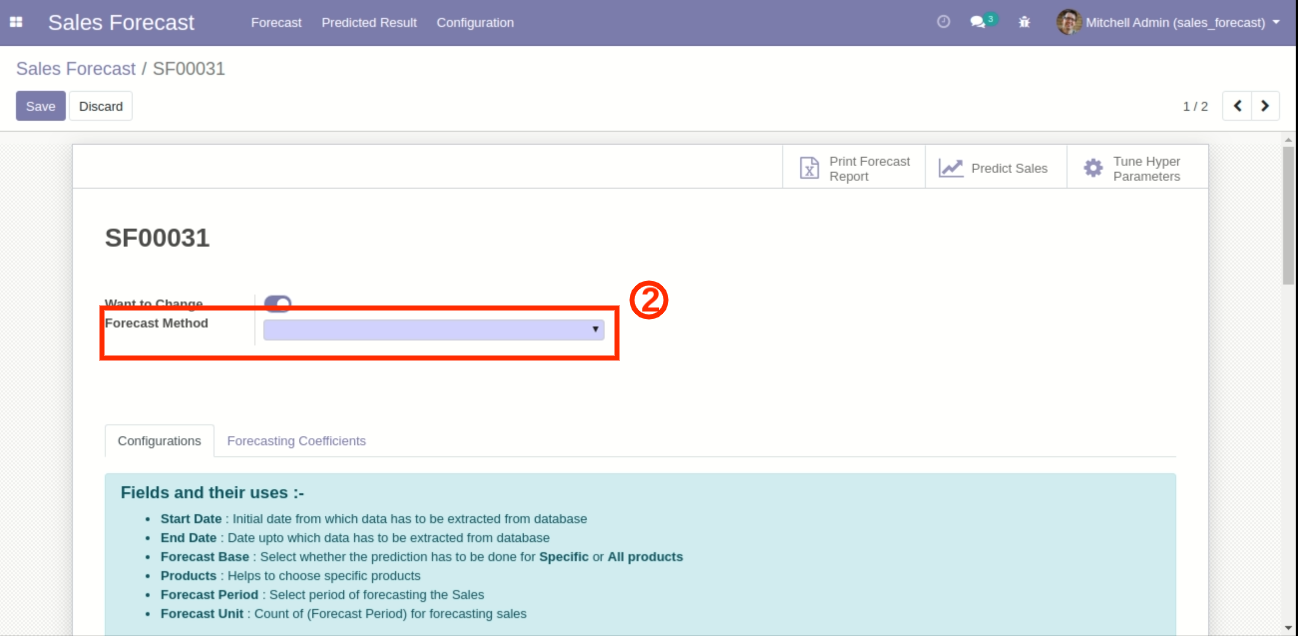 Sales Forecast Forecast Predicted Result Configuration 3 Mitchell Admin (sales_forecast)
Sales Forecast / SF00031
Save Discard 1 / 2
Print Forecast Report
Predict Sales
Tune Hyper Parameters
SF00031
Want to Change
②
Forecast Method
Configurations Forecasting Coefficients
Fields and their uses :-
• Start Date : Initial date from which data has to be extracted from database
• End Date : Date upto which data has to be extracted from database
• Forecast Base : Select whether the prediction has to be done for Specific or All products
• Products : Helps to choose specific products
• Forecast Period : Select period of forecasting the Sales
• Forecast Unit : Count of (Forecast Period) for forecasting sales